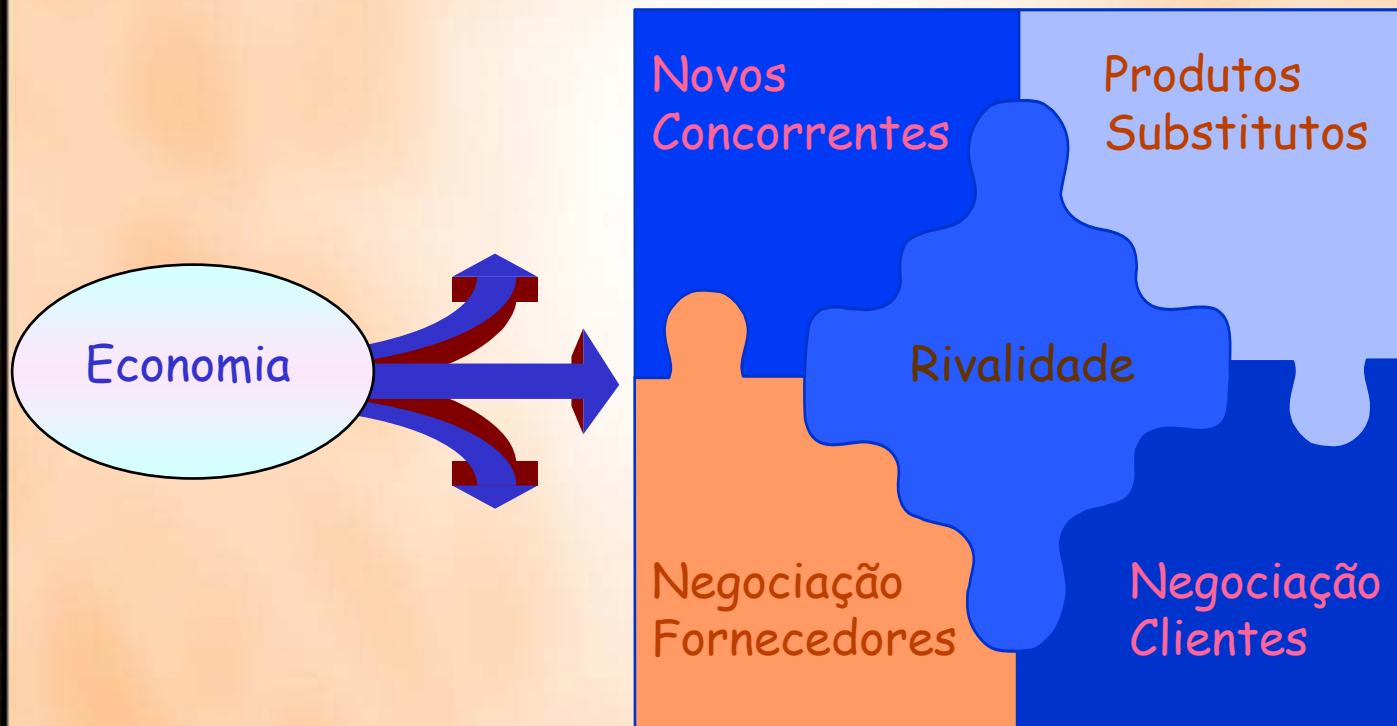 Novos
Concorrentes
Produtos
Substitutos
Economia
Rivalidade
Negociação
Fornecedores
Negociação
Clientes